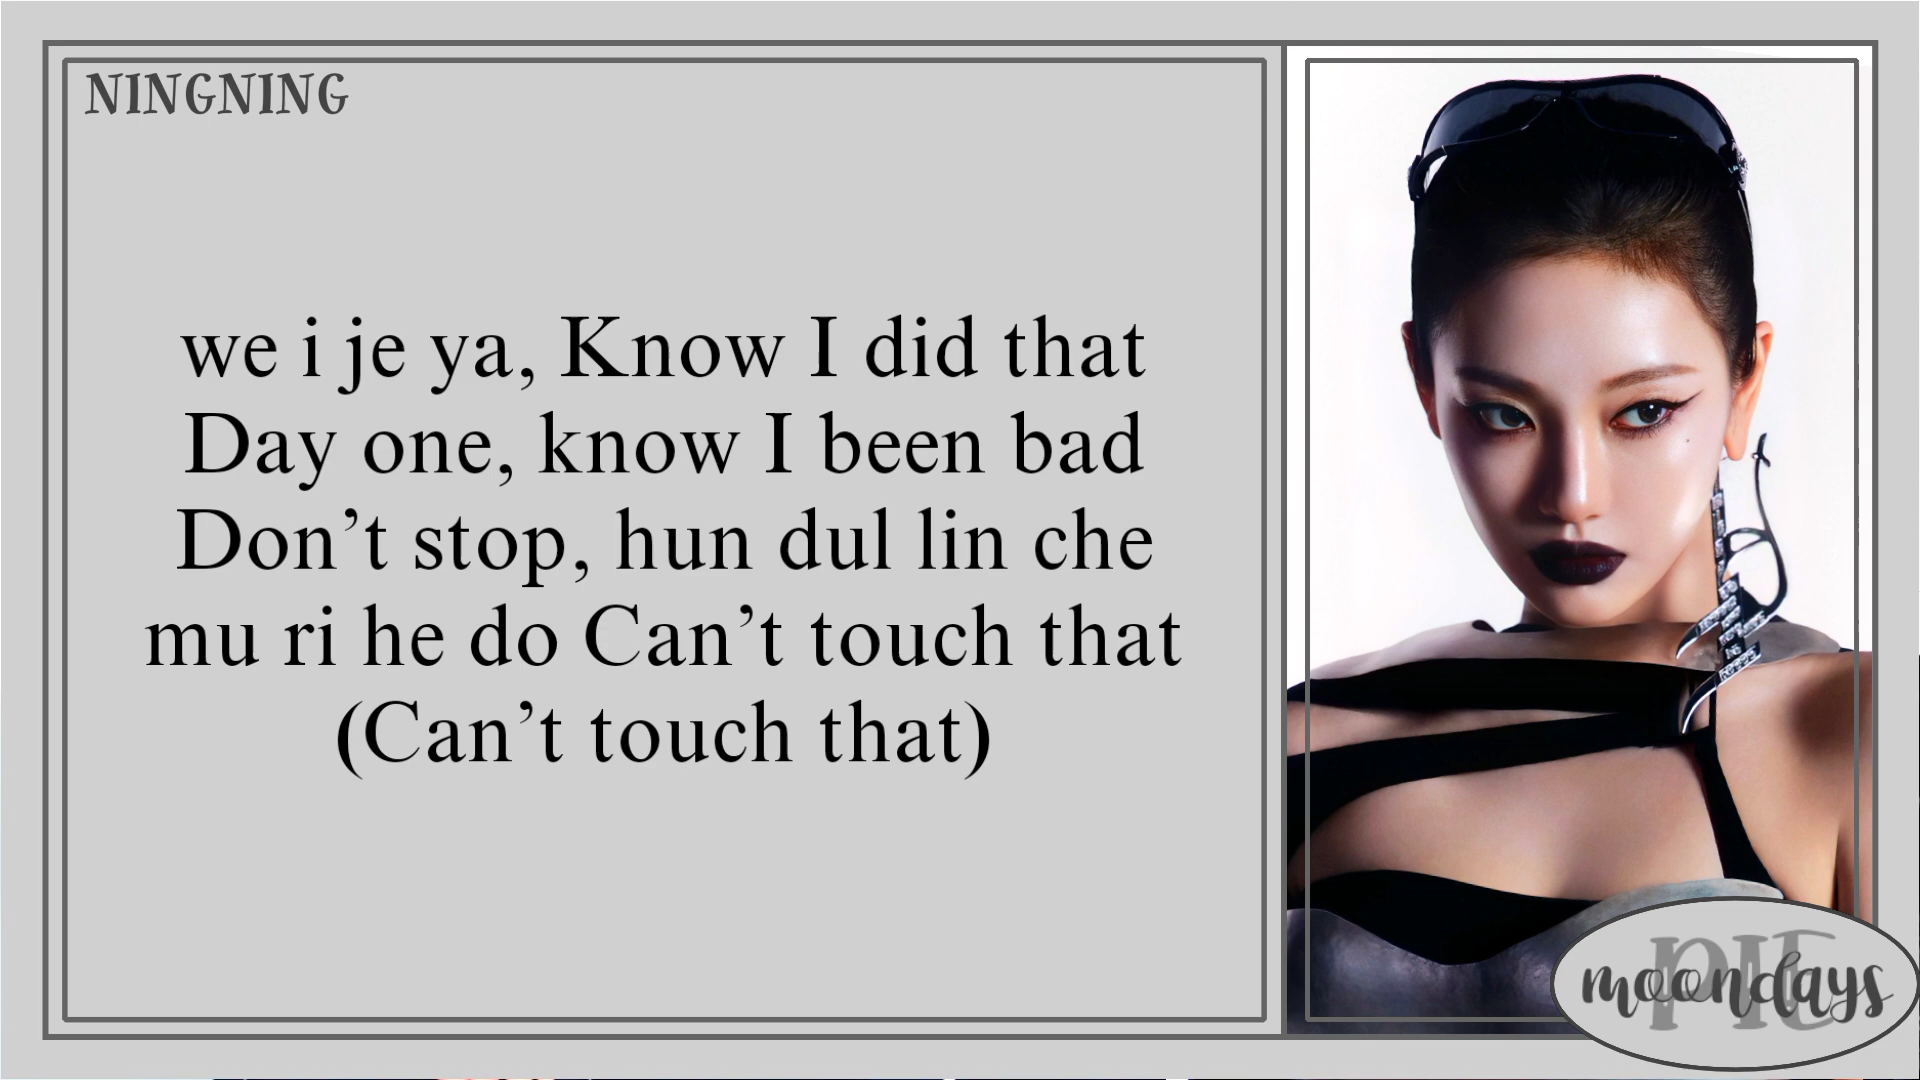 NINGNING
we i je ya, Know I did that
Day one, know I been bad
Don’t stop, hun dul lin che
mu ri he do Can’t touch that
(Can’t touch that)
moondays